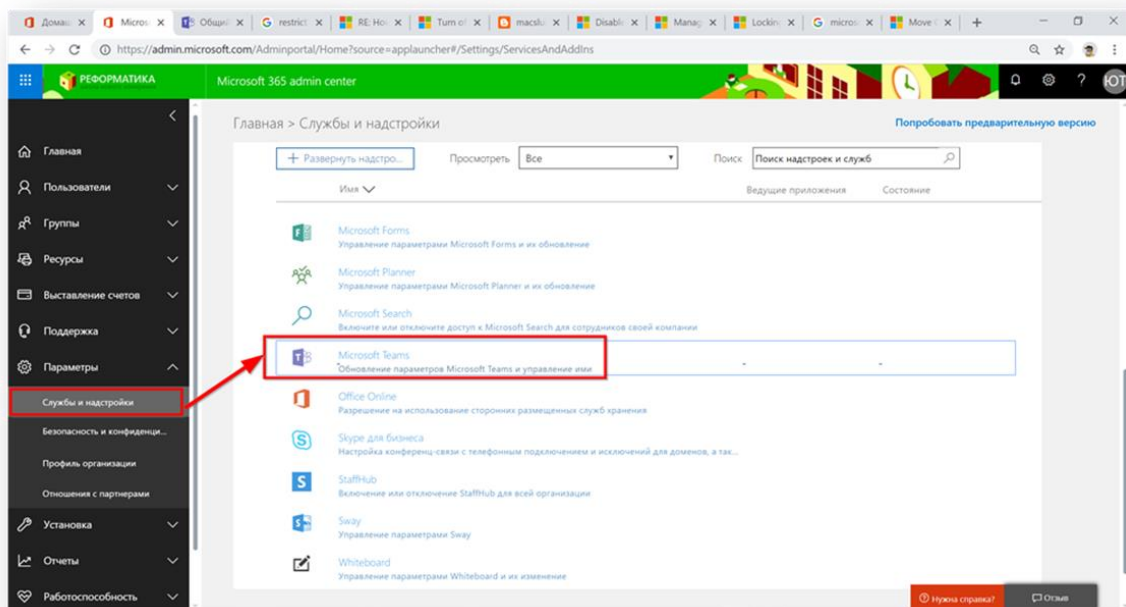 Домаш
Micros
Общий
restrict
RE: Ho
Turn of
macslu
Disable
Manag
Locking
micros
Move
https://admin.microsoft.com/Adminportal/Home?source=applauncher#/Settings/ServicesAndAddIns
РЕФОРМАТИКА
Microsoft 365 admin center
ЮТ
Главная > Службы и надстройки
Попробовать предварительную версию
Главная
Пользователи
Группы
Ресурсы
Выставление счетов
Поддержка
Параметры
Службы и надстройки
Безопасность и конфиденци...
Профиль организации
Отношения с партнерами
Установка
Отчеты
Работоспособность
+ Развернуть надстро...
Просмотреть
Все
Поиск
Поиск надстроек и служб
Имя
Ведущие приложения
Состояние
Microsoft Forms
Управление параметрами Microsoft Forms и их обновление
Microsoft Planner
Управление параметрами Microsoft Planner и их обновление
Microsoft Search
Включите или отключите доступ к Microsoft Search для сотрудников своей компании
Microsoft Teams
Обновление параметров Microsoft Teams и управление ими
Office Online
Разрешение на использование сторонних размещенных служб хранения
Skype для бизнеса
Настройка конференц-связи с телефонным подключением и исключений для доменов, а так...
StaffHub
Включение или отключение StaffHub для всей организации
Sway
Управление параметрами Sway
Whiteboard
Управление параметрами Whiteboard и их изменение
Нужна справка?
Отзыв